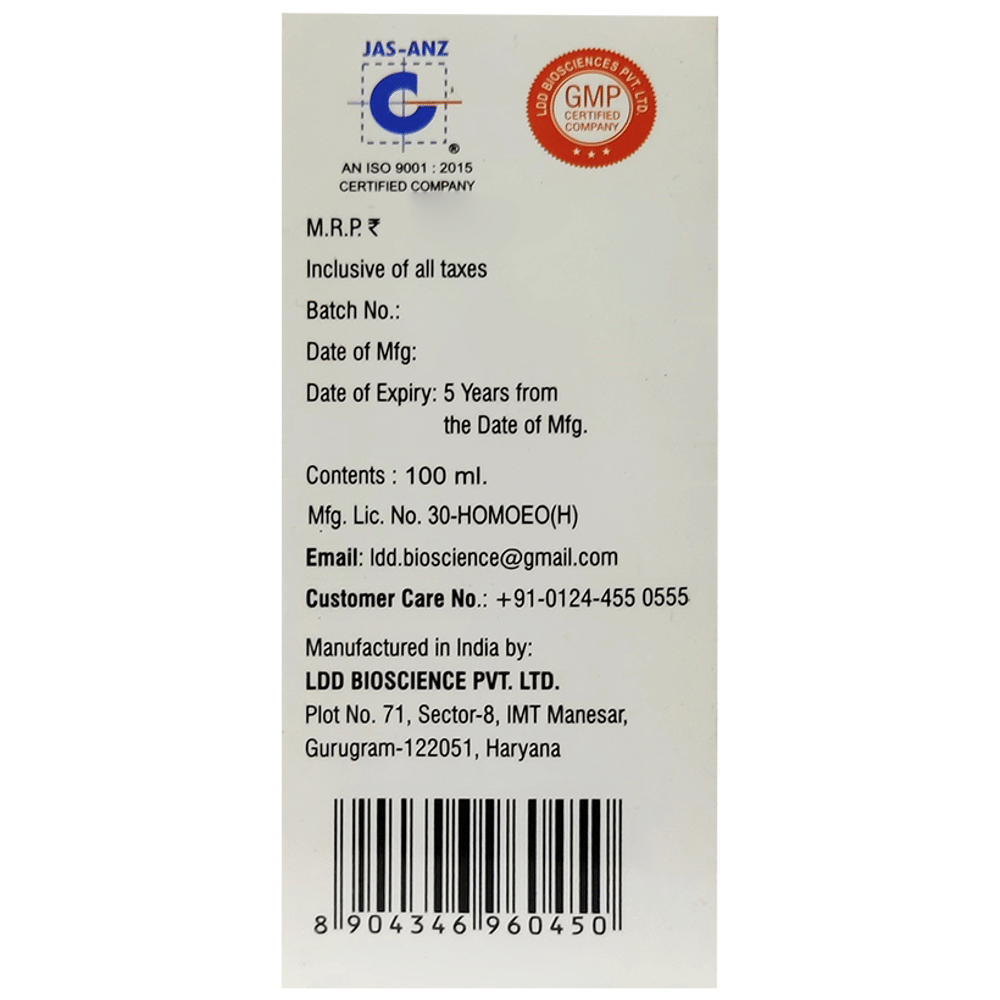 JAS-ANZ
C
®
AN ISO 9001 : 2015
CERTIFIED COMPANY
LDD BIOSCIENCES PVT. LTD.
GMP
CERTIFIED
COMPANY
M.R.P. ₹
Inclusive of all taxes
Batch No.:
Date of Mfg:
Date of Expiry: 5 Years from
the Date of Mfg.
Contents : 100 ml.
Mfg. Lic. No. 30-HOMOEO(H)
Email: ldd.bioscience@gmail.com
Customer Care No.: +91-0124-455 0555
Manufactured in India by:
LDD BIOSCIENCE PVT. LTD.
Plot No. 71, Sector-8, IMT Manesar,
Gurugram-122051, Haryana
8 904346 960450